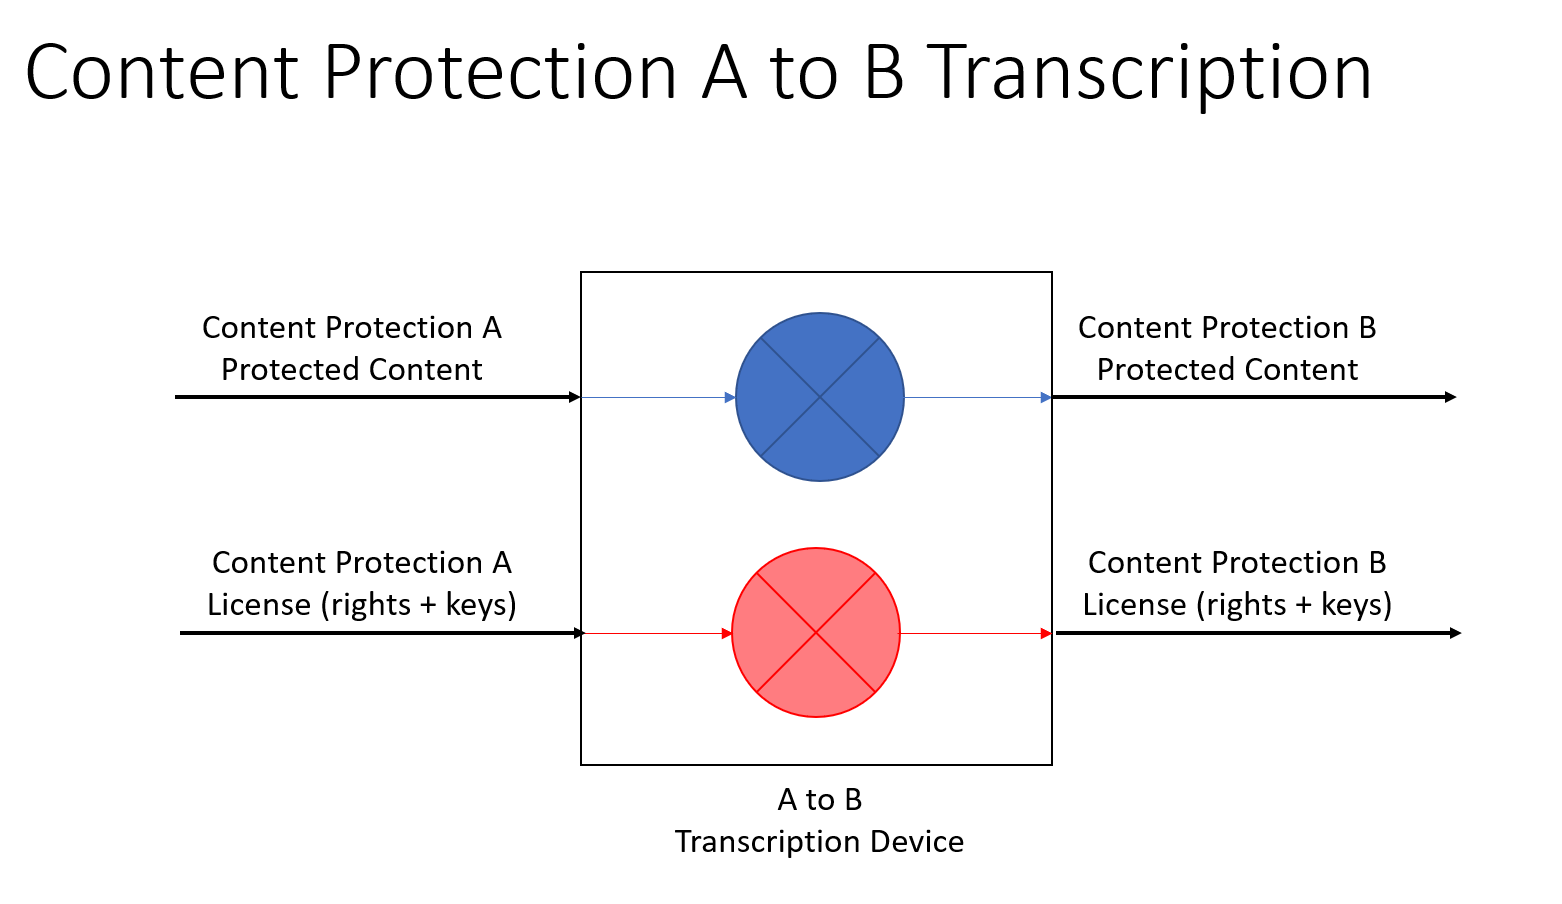 Content Protection A to B Transcription
Content Protection A
Protected Content
Content Protection B
Protected Content
Content Protection A
License (rights + keys)
Content Protection B
License (rights + keys)
A to B
Transcription Device